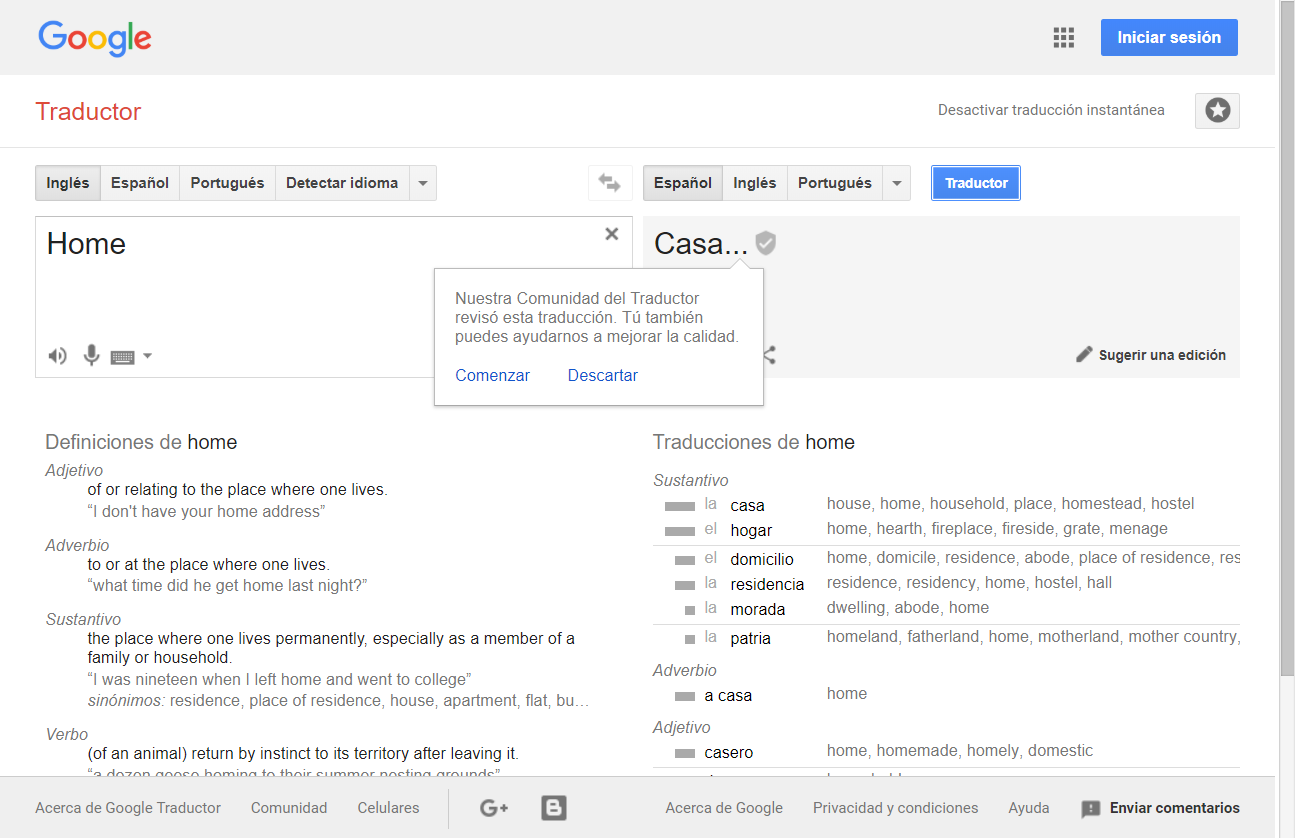 Google
Iniciar sesión
Traductor
Desactivar traducción instantánea
Inglés Español Portugués Detectar idioma
Español Inglés Portugués
Traductor
Home
Casa...
Nuestra Comunidad del Traductor
revisó esta traducción. Tú también
puedes ayudarnos a mejorar la calidad.
Comenzar Descartar
Sugerir una edición
Definiciones de home
Adjetivo
of or relating to the place where one lives.
“I don't have your home address”
Adverbio
to or at the place where one lives.
“what time did he get home last night?”
Sustantivo
the place where one lives permanently, especially as a member of a
family or household.
“I was nineteen when I left home and went to college”
sinónimos: residence, place of residence, house, apartment, flat, bu…
Verbo
(of an animal) return by instinct to its territory after leaving it.
“a dozen geese homing to their summer nesting grounds”
Traducciones de home
Sustantivo
la casa house, home, household, place, homestead, hostel
el hogar home, hearth, fireplace, fireside, grate, menage
el domicilio home, domicile, residence, abode, place of residence, res
la residencia residence, residency, home, hostel, hall
la morada dwelling, abode, home
la patria homeland, fatherland, home, motherland, mother country,
Adverbio
a casa home
Adjetivo
casero home, homemade, homely, domestic
Acerca de Google Traductor Comunidad Celulares G+ B Acerca de Google Privacidad y condiciones Ayuda Enviar comentarios